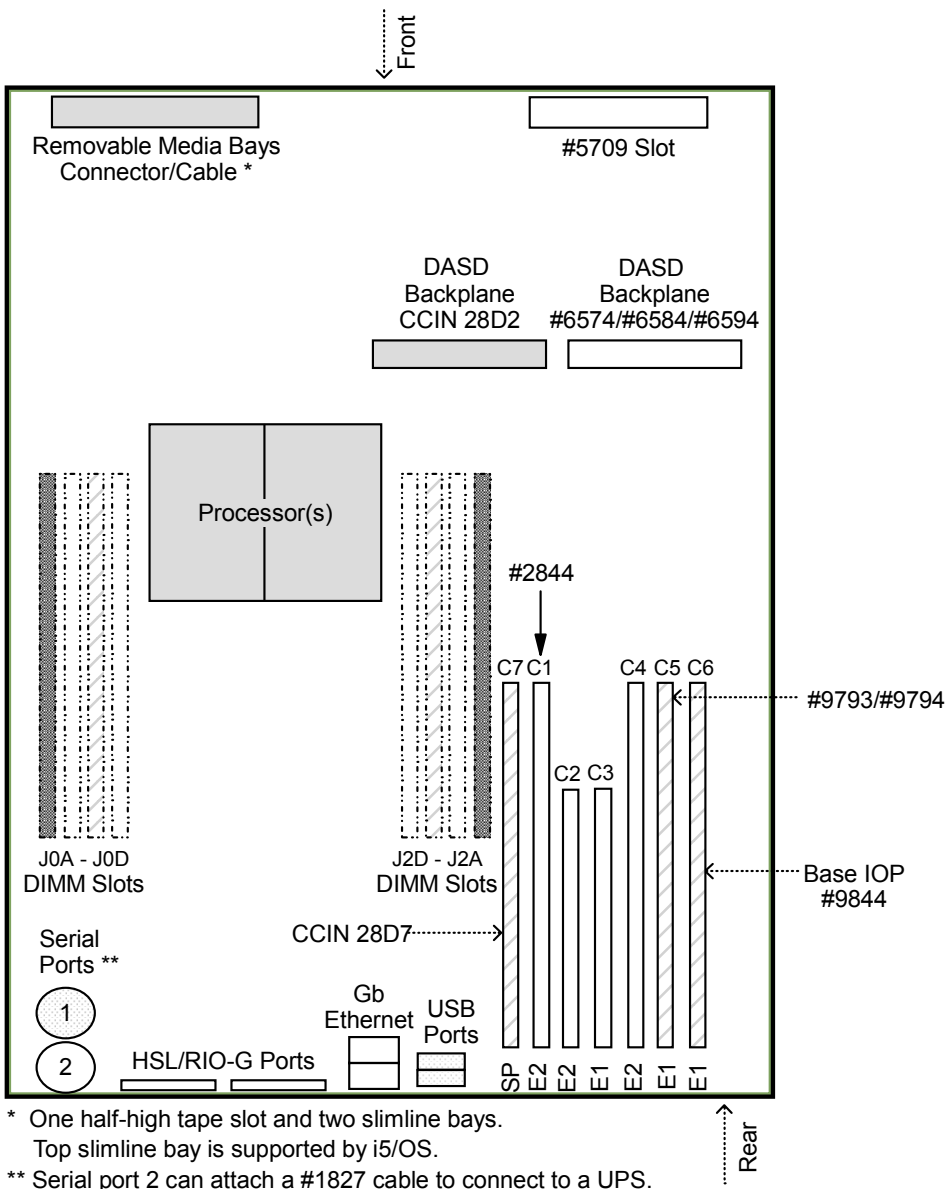 Front
Removable Media Bays
Connector/Cable *
#5709 Slot
DASD
Backplane
CCIN 28D2
DASD
Backplane
#6574/#6584/#6594
Processor(s)
#2844
C7 C1
C4 C5 C6
#9793/#9794
C2 C3
J0A - J0D
DIMM Slots
J2D - J2A
DIMM Slots
Base IOP
#9844
CCIN 28D7
Serial
Ports **
1
2
HSL/RIO-G Ports
Gb
Ethernet
USB
Ports
SP
E2
E2
E1
E2
E1
E1
* One half-high tape slot and two slimline bays.
Top slimline bay is supported by i5/OS.
** Serial port 2 can attach a #1827 cable to connect to a UPS.
Rear